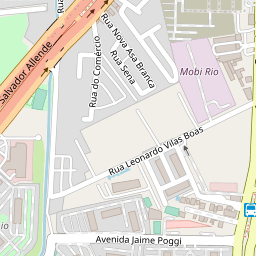 Salvador Allende
Rua do Comércio
Rua Nova Asa Branca
Rua Sena
Mobi Rio
Rua Leonardo Vilas Boas
Avenida Jaime Poggi